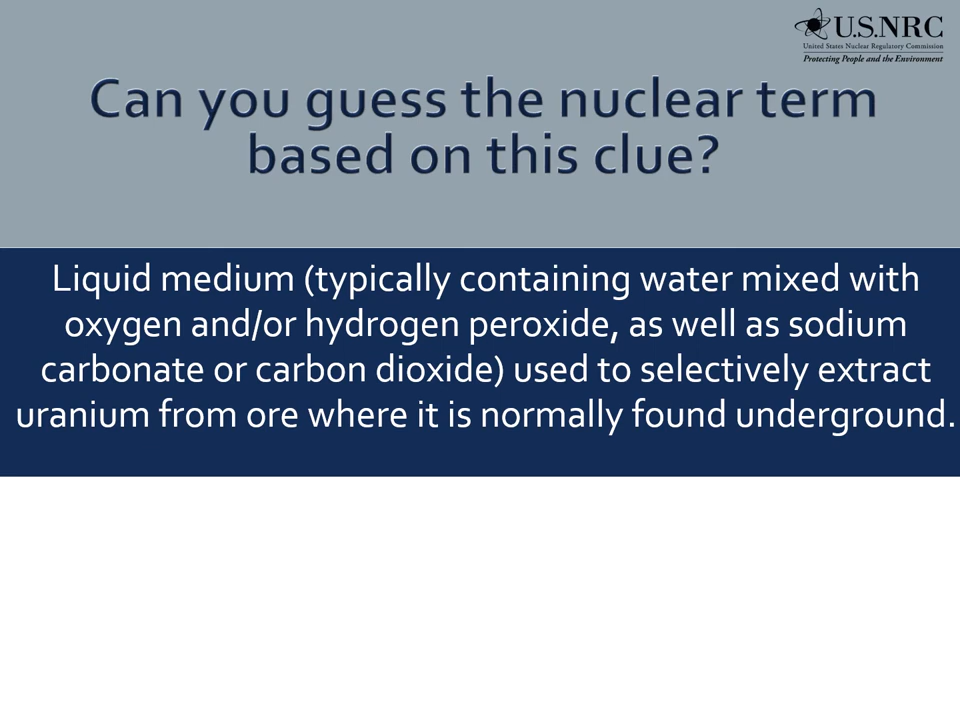 U.S.NRC
United States Nuclear Regulatory Commission
Protecting People and the Environment
Can you guess the nuclear term
based on this clue?
Liquid medium (typically containing water mixed with
oxygen and/or hydrogen peroxide, as well as sodium
carbonate or carbon dioxide) used to selectively extract
uranium from ore where it is normally found underground.